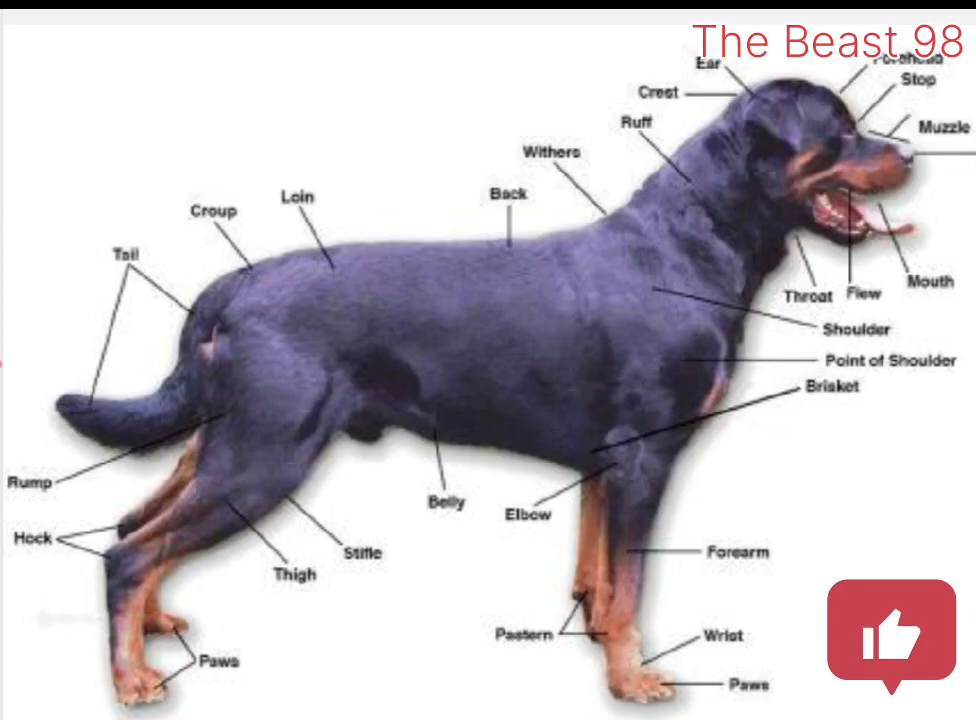 The Beast 98
Ear
Forehead
Stop
Crest
Muzzle
Ruff
Withers
Back
Loin
Croup
Tail
Mouth
Throat
Flew
Shoulder
Point of Shoulder
Brisket
Rump
Belly
Elbow
Hock
Stifle
Forearm
Thigh
Pastern
Wrist
Paws
Paws